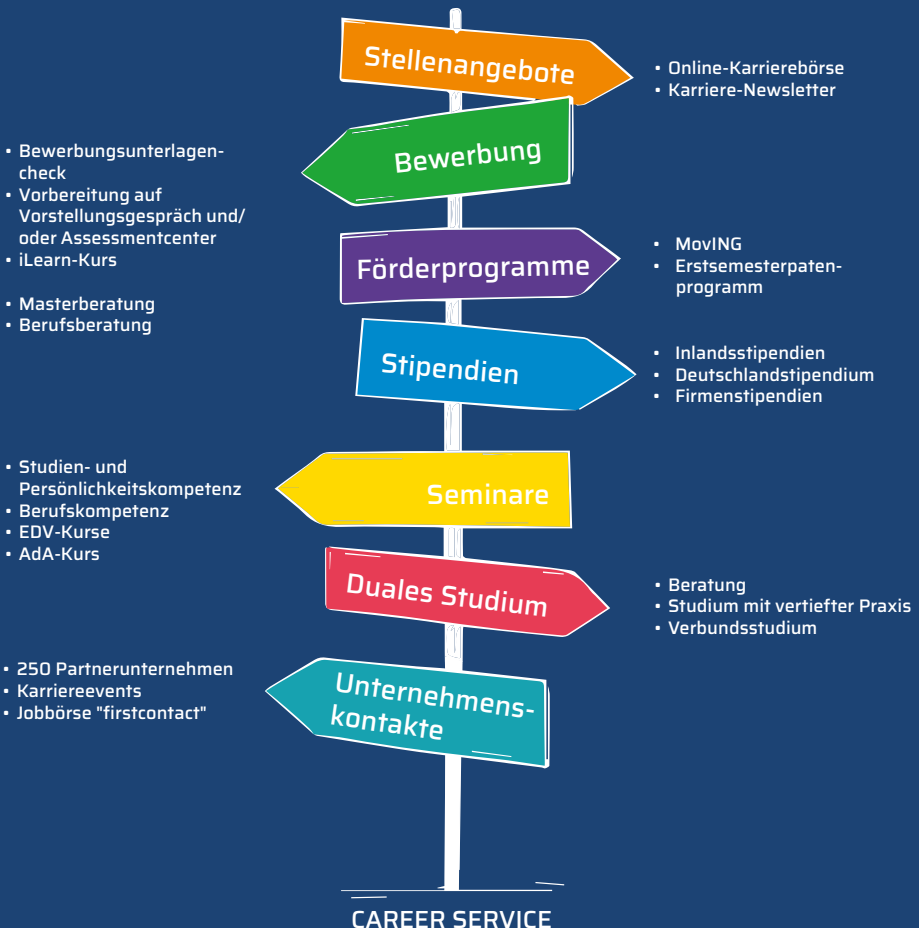 Stellenangebote
• Online-Karrierebörse
• Karriere-Newsletter
Bewerbung
• Bewerbungsunterlagen-
check
• Vorbereitung auf
Vorstellungsgespräch und/
oder Assessmentcenter
• iLearn-Kurs
• Masterberatung
• Berufsberatung
Förderprogramme
• MovING
• Erstsemesterpaten-
programm
Stipendien
• Inlandsstipendien
• Deutschlandstipendium
• Firmenstipendien
Seminare
• Studien- und
Persönlichkeitskompetenz
• Berufskompetenz
• EDV-Kurse
• AdA-Kurs
Duales Studium
• Beratung
• Studium mit vertiefter Praxis
• Verbundsstudium
Unternehmens-
kontakte
• 250 Partnerunternehmen
• Karriereevents
• Jobbörse "firstcontact"
CAREER SERVICE